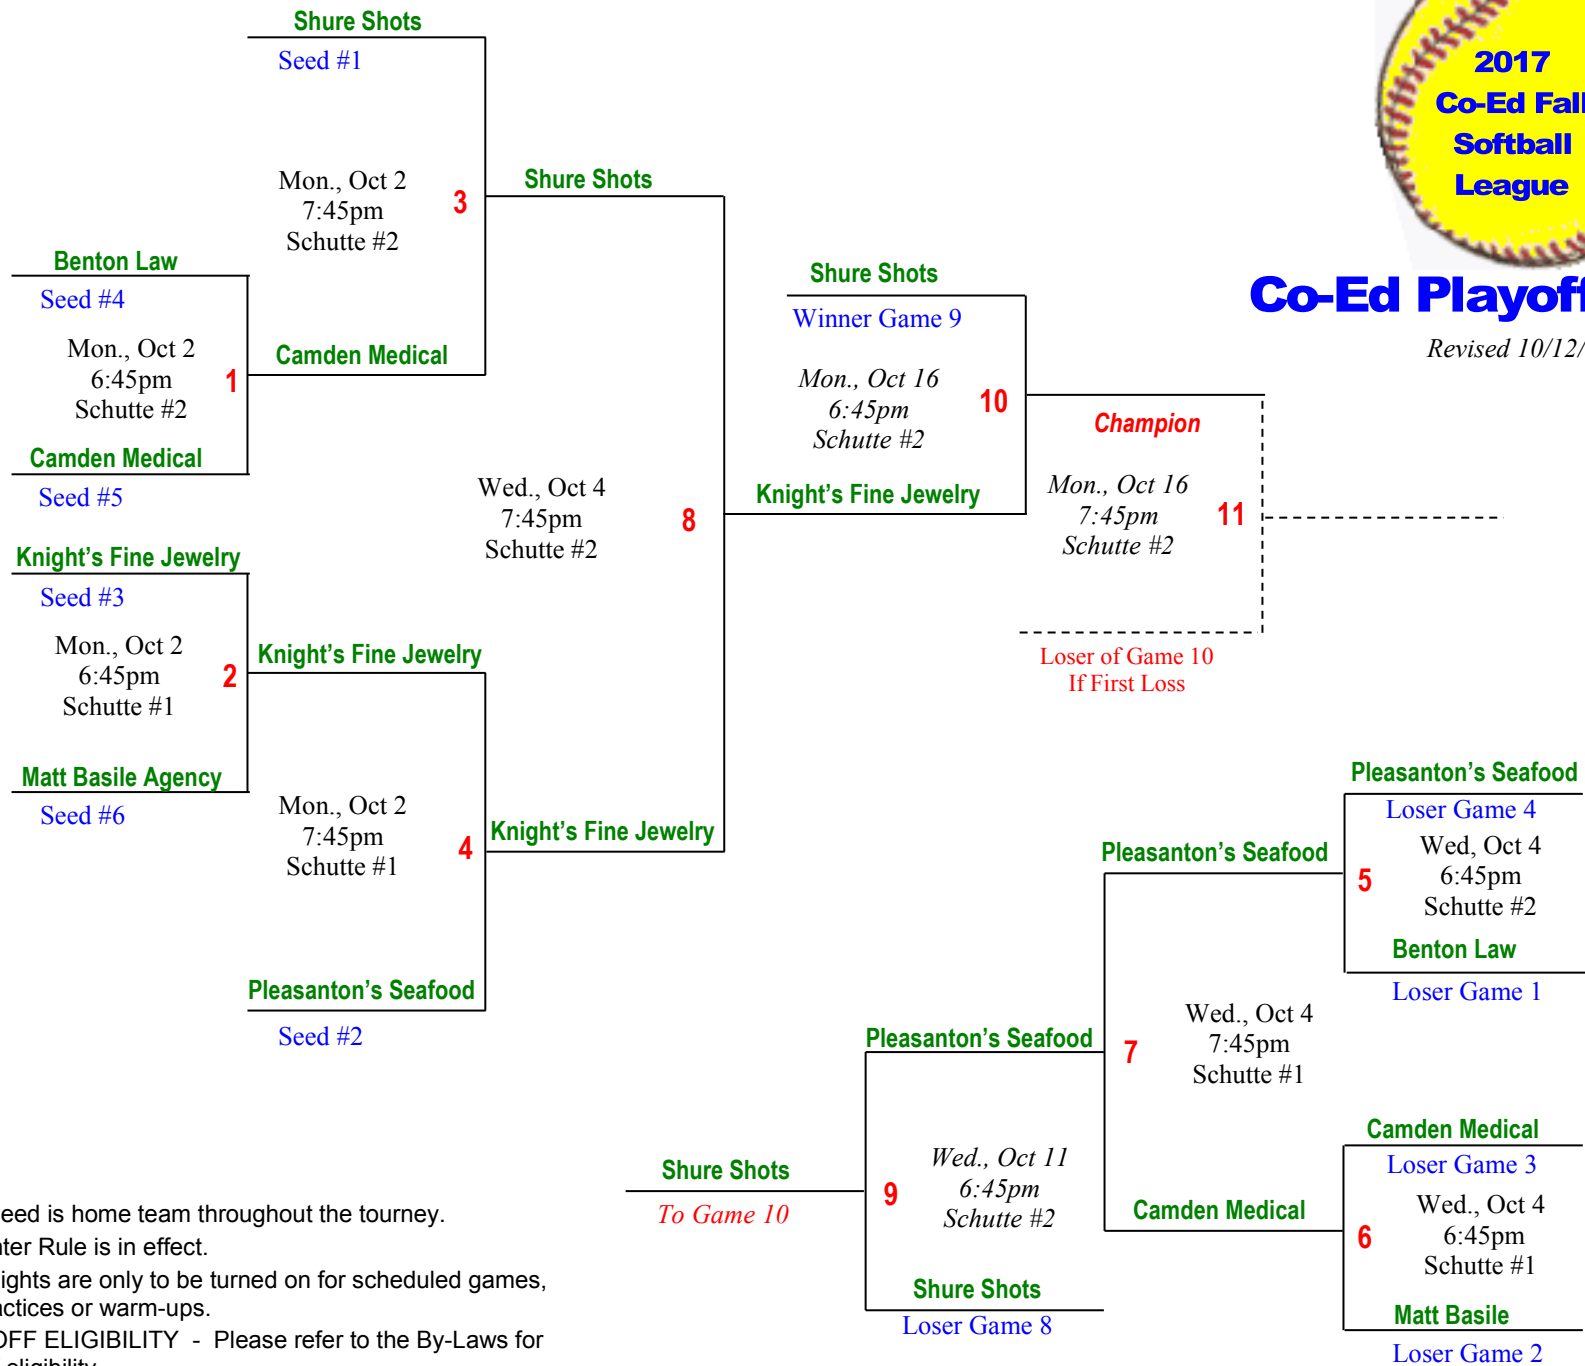 Shure Shots
Seed #1
Mon., Oct 2
7:45pm
Schutte #2
3
Shure Shots
Benton Law
Seed #4
Mon., Oct 2
6:45pm
Schutte #2
1
Camden Medical
Camden Medical
Seed #5
Knight's Fine Jewelry
Seed #3
Mon., Oct 2
6:45pm
Schutte #1
2
Knight's Fine Jewelry
Matt Basile Agency
Seed #6
Mon., Oct 2
7:45pm
Schutte #1
4
Knight's Fine Jewelry
Pleasanton's Seafood
Seed #2
Wed., Oct 4
7:45pm
Schutte #2
8
Shure Shots
Winner Game 9
Mon., Oct 16
6:45pm
Schutte #2
10
Knight's Fine Jewelry
Champion
Mon., Oct 16
7:45pm
Schutte #2
11
Loser of Game 10
If First Loss
2017
Co-Ed Fall
Softball
League
Co-Ed Playoff
Revised 10/12/
Pleasanton's Seafood
Loser Game 4
Wed, Oct 4
6:45pm
Schutte #2
5
Benton Law
Loser Game 1
Pleasanton's Seafood
Wed., Oct 4
7:45pm
Schutte #1
7
Pleasanton's Seafood
Camden Medical
Loser Game 3
Wed., Oct 4
6:45pm
Schutte #1
6
Matt Basile
Loser Game 2
Camden Medical
Wed., Oct 11
6:45pm
Schutte #2
9
Shure Shots
Loser Game 8
Shure Shots
To Game 10
eed is home team throughout the tourney.
ter Rule is in effect.
ights are only to be turned on for scheduled games,
actices or warm-ups.
OFF ELIGIBILITY - Please refer to the By-Laws for
eligibility